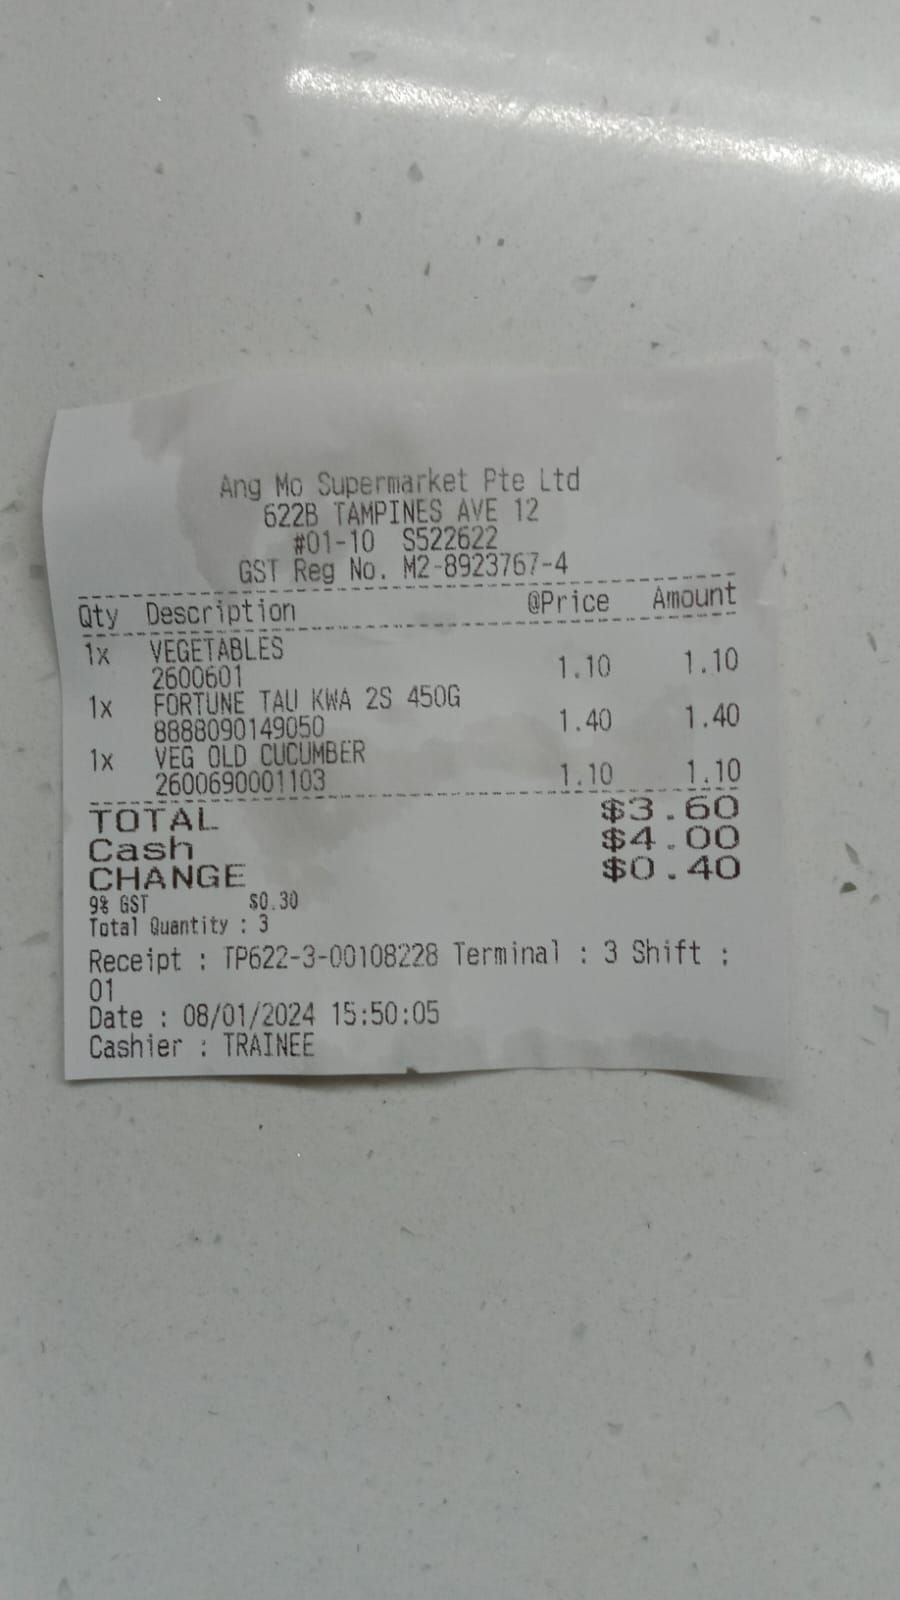 Ang Mo Supermarket Pte Ltd
622B TAMPINES AVE 12
#01-10 S522622
GST Reg No. M2-8923767-4
Qty Description @Price Amount
1x VEGETABLES
2600601 1.10 1.10
1x FORTUNE TAU KWA 2S 450G
8888090149050 1.40 1.40
1x VEG OLD CUCUMBER
2600690001103 1.10 1.10
TOTAL $3.60
Cash $4.00
CHANGE $0.40
9% GST $0.30
Total Quantity : 3
Receipt : TP622-3-00108228 Terminal : 3 Shift :
01
Date : 08/01/2024 15:50:05
Cashier : TRAINEE